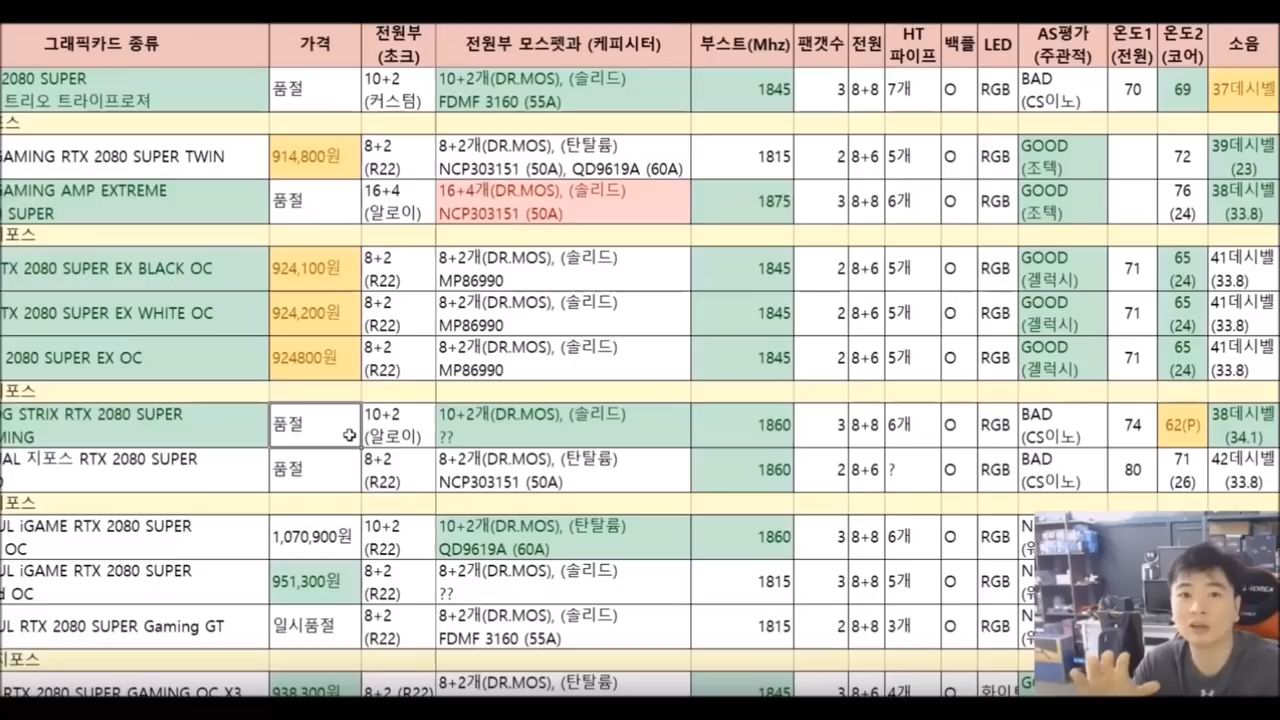 그래픽카드 종류 가격 전원부 (초크) 전원부 모스펫과 (케피시터) 부스트(Mhz) 팬갯수 전원 HT 파이프 백플 LED AS평가 (주관적) 온도1 (전원) 온도2 (코어) 소음
2080 SUPER 품절 10+2 10+2개(DR.MOS), (솔리드) 1845 3 8+8 7개 O RGB BAD 70 69 37데시벨
트리오 트라이프로져 (커스텀) FDMF 3160 (55A) (CS이노)
포스
GAMING RTX 2080 SUPER TWIN 914,800원 8+2 8+2개(DR.MOS), (탄탈륨) 1815 2 8+6 5개 O RGB GOOD 72 39데시벨
(R22) NCP303151 (50A), QD9619A (60A) (조텍) (23)
GAMING AMP EXTREME 품절 16+4 16+4개(DR.MOS), (솔리드) 1875 3 8+8 6개 O RGB GOOD 76 38데시벨
SUPER (알로이) NCP303151 (50A) (조텍) (24) (33.8)
지포스
TX 2080 SUPER EX BLACK OC 924,100원 8+2 8+2개(DR.MOS), (솔리드) 1845 2 8+6 5개 O RGB GOOD 71 65 41데시벨
(R22) MP86990 (겔럭시) (24) (33.8)
TX 2080 SUPER EX WHITE OC 924,200원 8+2 8+2개(DR.MOS), (솔리드) 1845 2 8+6 5개 O RGB GOOD 71 65 41데시벨
(R22) MP86990 (겔럭시) (24) (33.8)
2080 SUPER EX OC 924800원 8+2 8+2개(DR.MOS), (솔리드) 1845 2 8+6 5개 O RGB GOOD 71 65 41데시벨
(R22) MP86990 (겔럭시) (24) (33.8)
지포스
OG STRIX RTX 2080 SUPER 품절 10+2 10+2개(DR.MOS), (솔리드) 1860 3 8+8 6개 O RGB BAD 74 62(P) 38데시벨
MING (알로이) ?? (CS이노) (34.1)
UAL 지포스 RTX 2080 SUPER 품절 8+2 8+2개(DR.MOS), (탄탈륨) 1860 2 8+6 ? O RGB BAD 80 71 42데시벨
(R22) NCP303151 (50A) (CS이노) (26) (33.8)
지포스
UL iGAME RTX 2080 SUPER 1,070,900원 10+2 10+2개(DR.MOS), (탄탈륨) 1860 3 8+8 6개 O RGB N
OC (R22) QD9619A (60A)
UL iGAME RTX 2080 SUPER 951,300원 8+2 8+2개(DR.MOS), (솔리드) 1815 3 8+8 5개 O RGB N
d OC (R22) ??
UL RTX 2080 SUPER Gaming GT 일시품절 8+2 8+2개(DR.MOS), (솔리드) 1815 2 8+8 3개 O RGB N
(R22) FDMF 3160 (55A)
지포스
RTX 2080 SUPER GAMING OC X3 938,300원 8+2 (R22) 8+2개(DR.MOS), (탄탈륨) 1845 3 8+6 4개 O